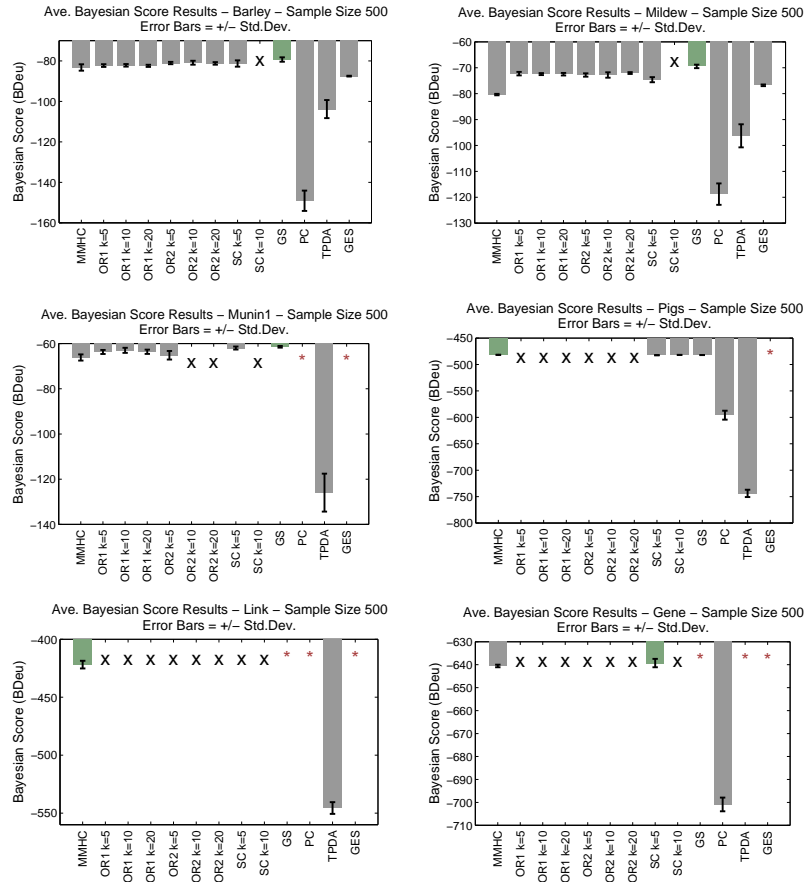 Ave. Bayesian Score Results – Barley – Sample Size 500
Error Bars = +/– Std.Dev.
Bayesian Score (BDeu)
−80
−100
−120
−140
−160
X
MMHC
OR1 k=5
OR1 k=10
OR1 k=20
OR2 k=5
OR2 k=10
OR2 k=20
SC k=5
SC k=10
GS
PC
TPDA
GES
Ave. Bayesian Score Results – Mildew – Sample Size 500
Error Bars = +/– Std.Dev.
Bayesian Score (BDeu)
−60
−70
−80
−90
−100
−110
−120
−130
X
MMHC
OR1 k=5
OR1 k=10
OR1 k=20
OR2 k=5
OR2 k=10
OR2 k=20
SC k=5
SC k=10
GS
PC
TPDA
GES
Ave. Bayesian Score Results – Munin1 – Sample Size 500
Error Bars = +/– Std.Dev.
Bayesian Score (BDeu)
−60
−80
−100
−120
−140
X X X * *
MMHC
OR1 k=5
OR1 k=10
OR1 k=20
OR2 k=5
OR2 k=10
OR2 k=20
SC k=5
SC k=10
GS
PC
TPDA
GES
Ave. Bayesian Score Results – Pigs – Sample Size 500
Error Bars = +/– Std.Dev.
Bayesian Score (BDeu)
−450
−500
−550
−600
−650
−700
−750
−800
X X X X X X *
MMHC
OR1 k=5
OR1 k=10
OR1 k=20
OR2 k=5
OR2 k=10
OR2 k=20
SC k=5
SC k=10
GS
PC
TPDA
GES
Ave. Bayesian Score Results – Link – Sample Size 500
Error Bars = +/– Std.Dev.
Bayesian Score (BDeu)
−400
−450
−500
−550
X X X X X X X X * * *
MMHC
OR1 k=5
OR1 k=10
OR1 k=20
OR2 k=5
OR2 k=10
OR2 k=20
SC k=5
SC k=10
GS
PC
TPDA
GES
Ave. Bayesian Score Results – Gene – Sample Size 500
Error Bars = +/– Std.Dev.
Bayesian Score (BDeu)
−630
−640
−650
−660
−670
−680
−690
−700
−710
X X X X X X X * * *
MMHC
OR1 k=5
OR1 k=10
OR1 k=20
OR2 k=5
OR2 k=10
OR2 k=20
SC k=5
SC k=10
GS
PC
TPDA
GES